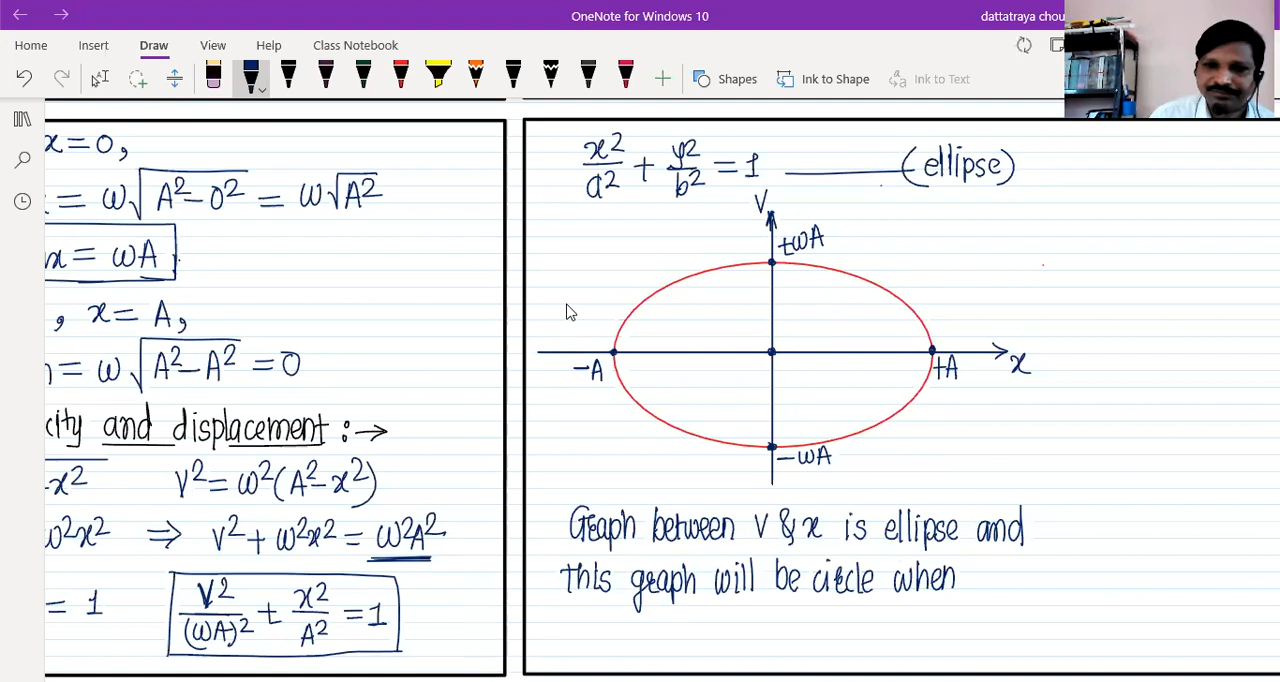 OneNote for Windows 10
dattatraya chou
Home Insert Draw View Help Class Notebook
Shapes Ink to Shape Ink to Text
x=0,
= ω√(A²-0²) = ω√A²
x = ωA
, x = A,
= ω√(A²-A²) = 0
city and displacement :→
-x² V² = ω²(A²-x²)
ω²x² ⇒ V² + ω²x² = ω²A²
= 1 V²/(ωA)² + x²/A² = 1
x²/a² + y²/b² = 1 ———(ellipse)
V
+ωA
-A +A x
-ωA
Graph between V & x is ellipse and
this graph will be circle when